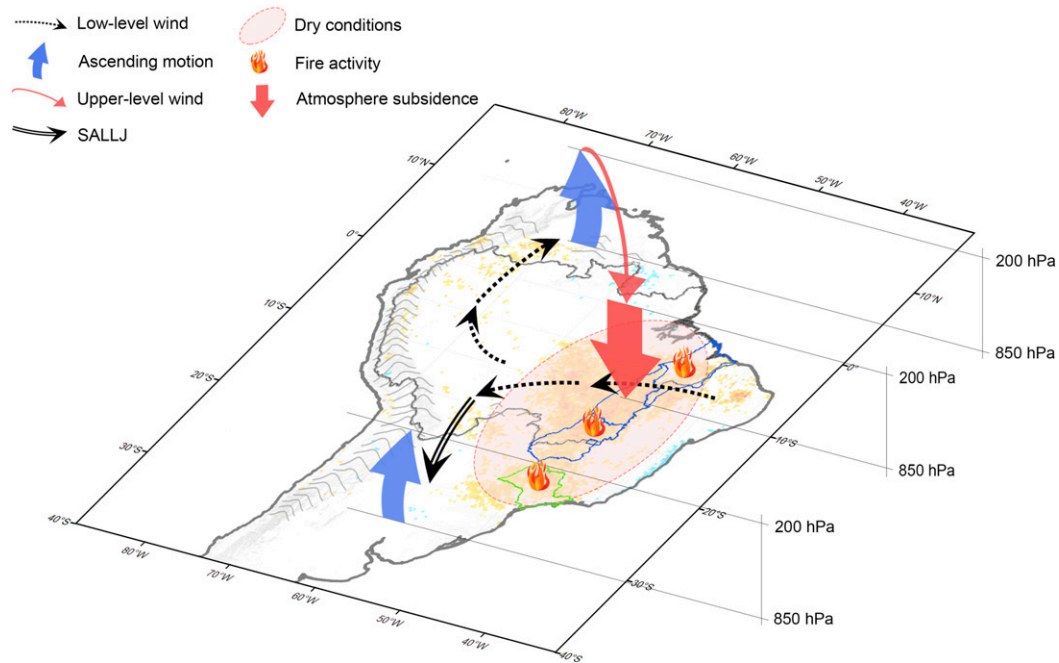 Low-level wind
Dry conditions
Ascending motion
Fire activity
Upper-level wind
Atmosphere subsidence
SALLJ
80°W
70°W
60°W
50°W
40°W
10°N
0°
10°S
20°S
30°S
40°S
200 hPa
10°N
850 hPa
0°
200 hPa
10°S
850 hPa
20°S
200 hPa
30°S
850 hPa
40°S
80°W
70°W
60°W
50°W
40°W